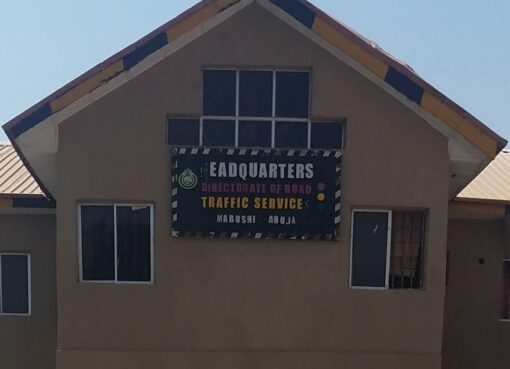 EADQUARTERS
DIRECTORATE OF ROAD
TRAFFIC SERVICE
MABUSHI ABUJA